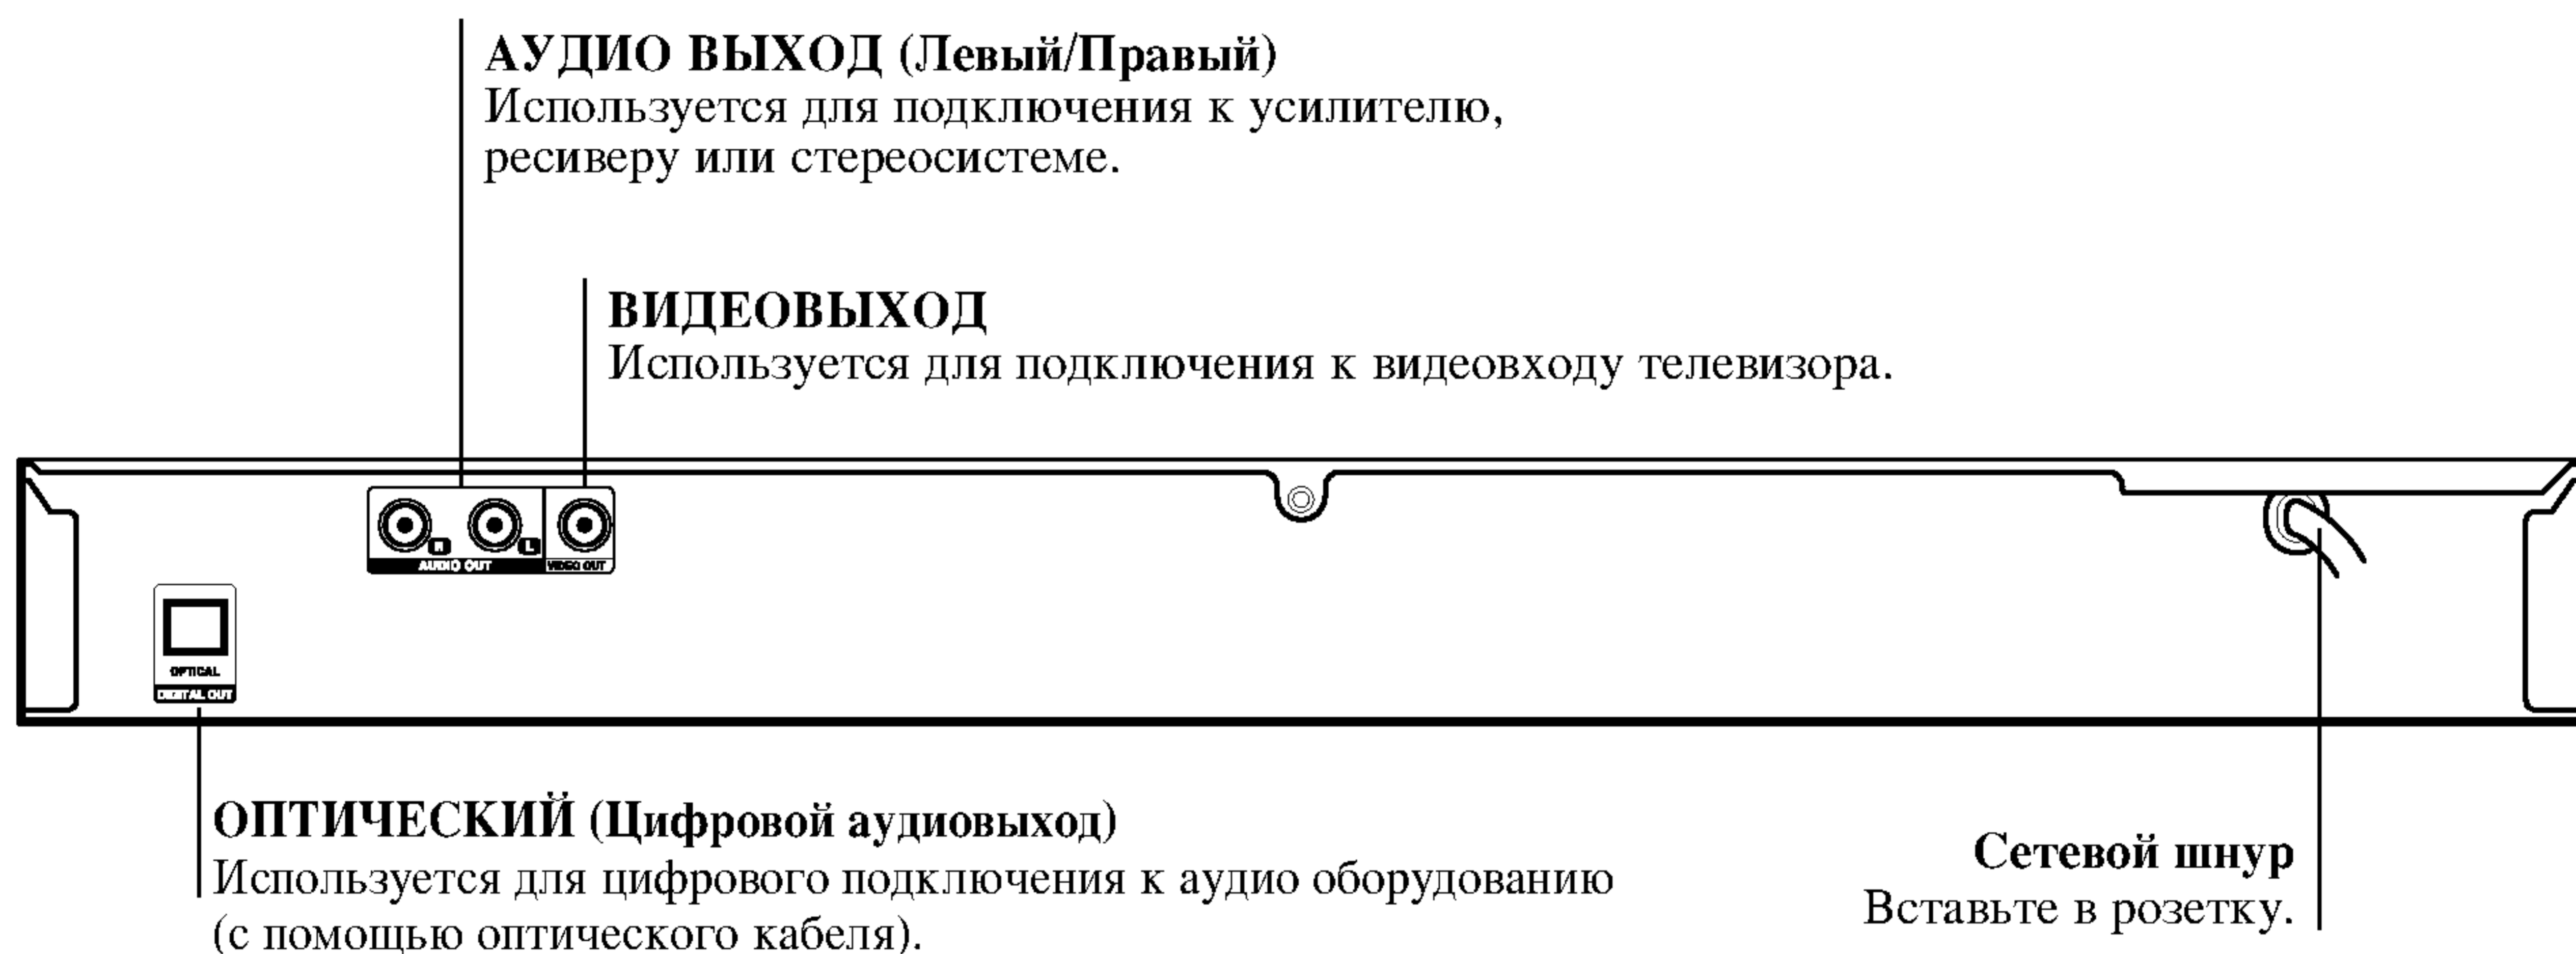 АУДИО ВЫХОД (Левый/Правый)
Используется для подключения к усилителю,
ресиверу или стереосистеме.
ВИДЕОВЫХОД
Используется для подключения к видеовходу телевизора.
R
L
AUDIO OUT
VIDEO OUT
OPTICAL
DIGITAL OUT
ОПТИЧЕСКИЙ (Цифровой аудиовыход)
Используется для цифрового подключения к аудио оборудованию
(с помощью оптического кабеля).
Сетевой шнур
Вставьте в розетку.